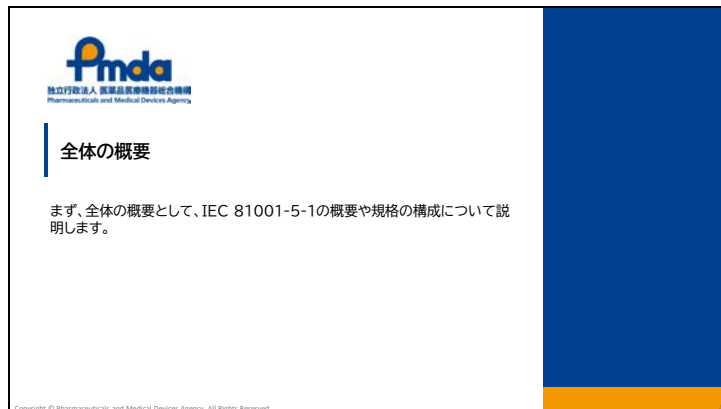 Pmda
独立行政法人 医薬品医療機器総合機構
Pharmaceuticals and Medical Devices Agency
全体の概要
まず、全体の概要として、IEC 81001-5-1の概要や規格の構成について説
明します。
Copyright © Pharmaceuticals and Medical Devices Agency, All Rights Reserved.